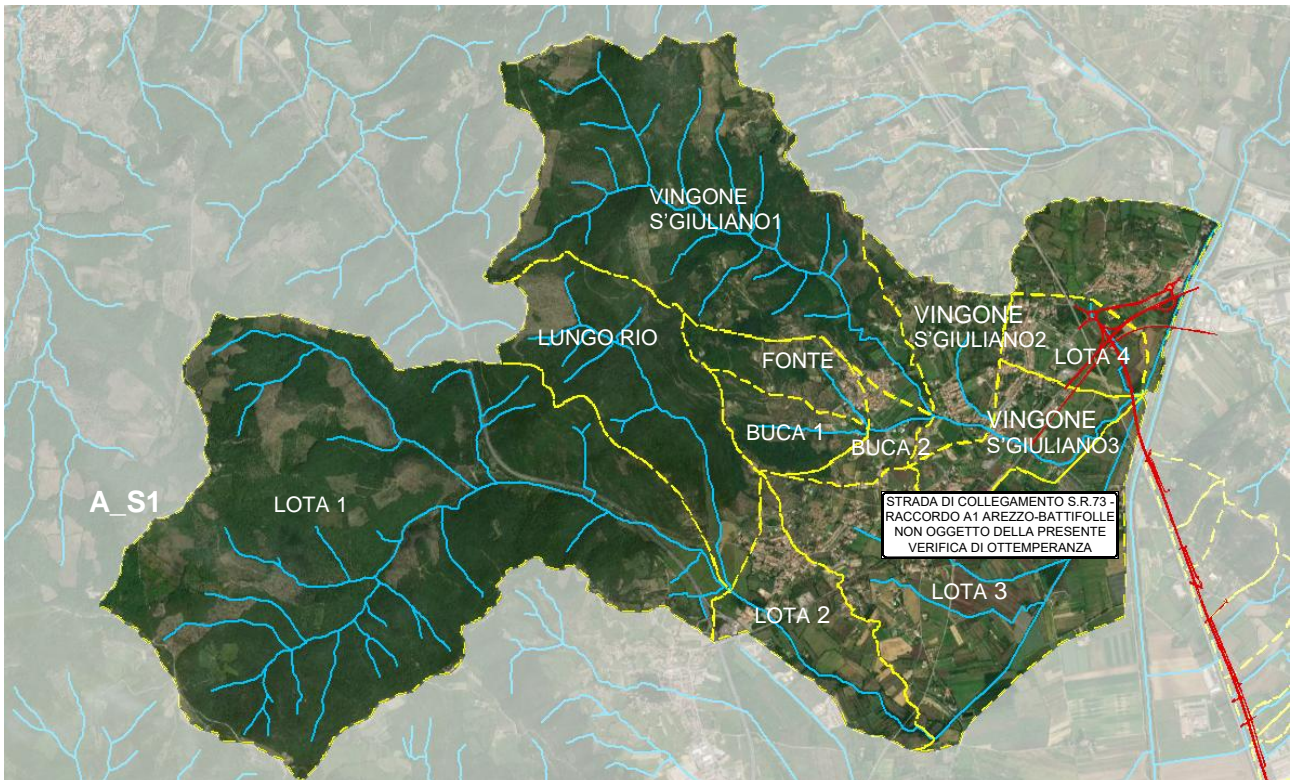 VINGONE
S'GIULIANO1
VINGONE
S'GIULIANO2
LUNGO RIO
FONTE
LOTA 4
BUCA 1
BUCA 2
VINGONE
S'GIULIANO3
A_S1
LOTA 1
STRADA DI COLLEGAMENTO S.R.73 -
RACCORDO A1 AREZZO-BATTIFOLLE
NON OGGETTO DELLA PRESENTE
VERIFICA DI OTTEMPERANZA
LOTA 3
LOTA 2